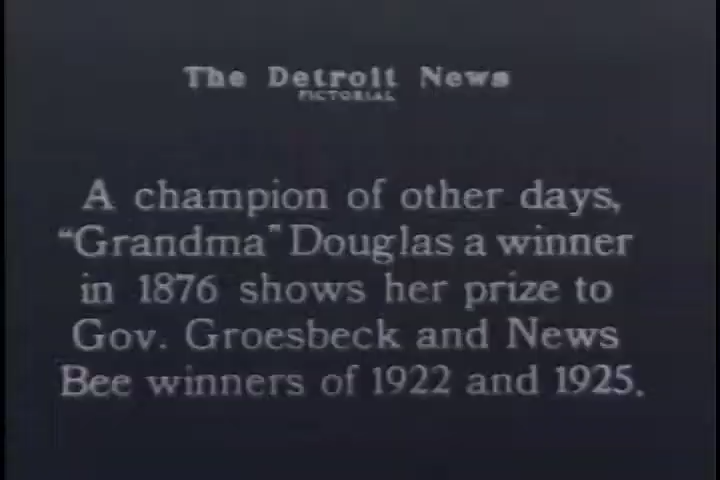 The Detroit News
PICTORIAL
A champion of other days,
"Grandma" Douglas a winner
in 1876 shows her prize to
Gov. Groesbeck and News
Bee winners of 1922 and 1925.